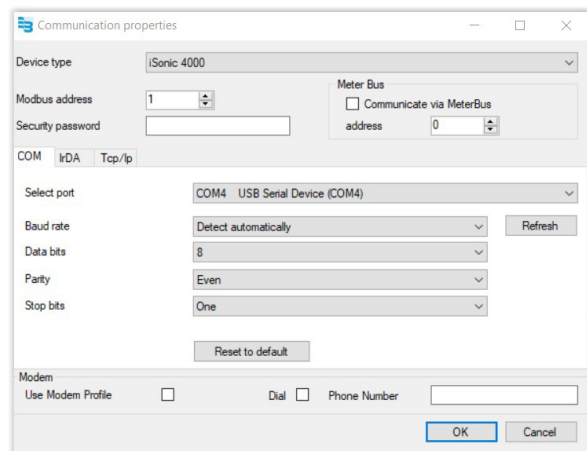 Communication properties
Device type iSonic 4000
Meter Bus
Modbus address 1 Communicate via MeterBus
Security password address 0
COM IrDA Tcp/Ip
Select port COM4 USB Serial Device (COM4)
Baud rate Detect automatically Refresh
Data bits 8
Parity Even
Stop bits One
Reset to default
Modem
Use Modem Profile Dial Phone Number
OK Cancel